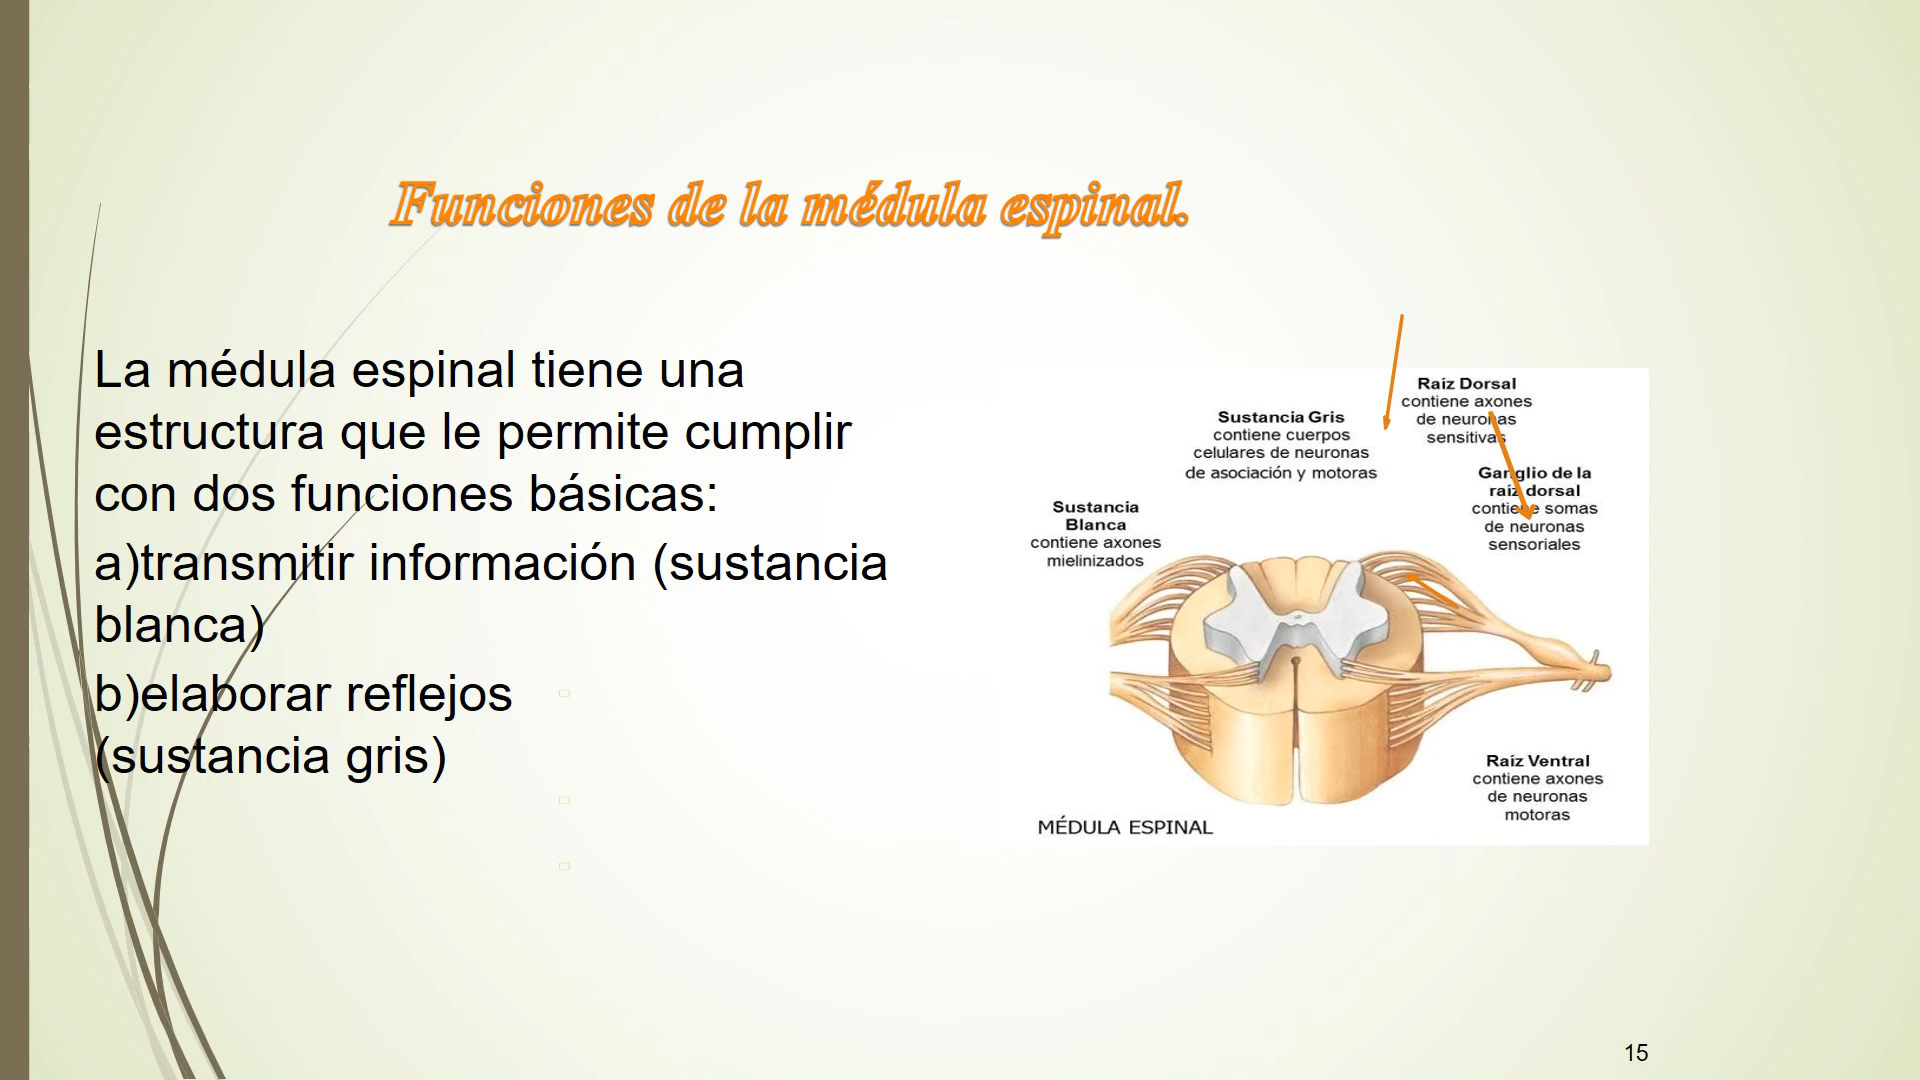 Funciones de la médula espinal.
La médula espinal tiene una
estructura que le permite cumplir
con dos funciones básicas:
a)transmitir información (sustancia
blanca)
b)elaborar reflejos
(sustancia gris)
Raíz Dorsal
contiene axones
de neuronas
sensitivas
Sustancia Gris
contiene cuerpos
celulares de neuronas
de asociación y motoras
Ganglio de la
raíz dorsal
contiene somas
de neuronas
sensoriales
Sustancia
Blanca
contiene axones
mielinizados
Raíz Ventral
contiene axones
de neuronas
motoras
MÉDULA ESPINAL
15